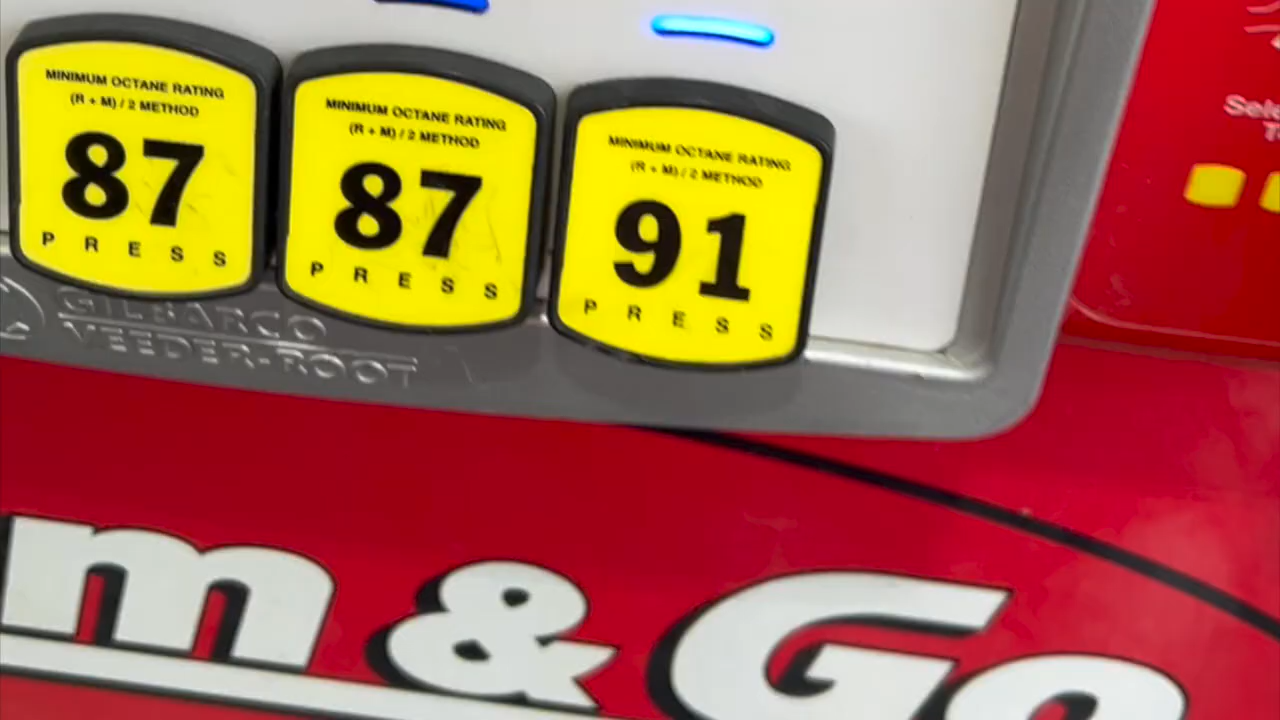 MINIMUM OCTANE RATING
(R + M) / 2 METHOD
87
PRESS
MINIMUM OCTANE RATING
(R + M) / 2 METHOD
87
PRESS
MINIMUM OCTANE RATING
(R + M) / 2 METHOD
91
PRESS
GILBARCO
VEEDER-ROOT
m & Go